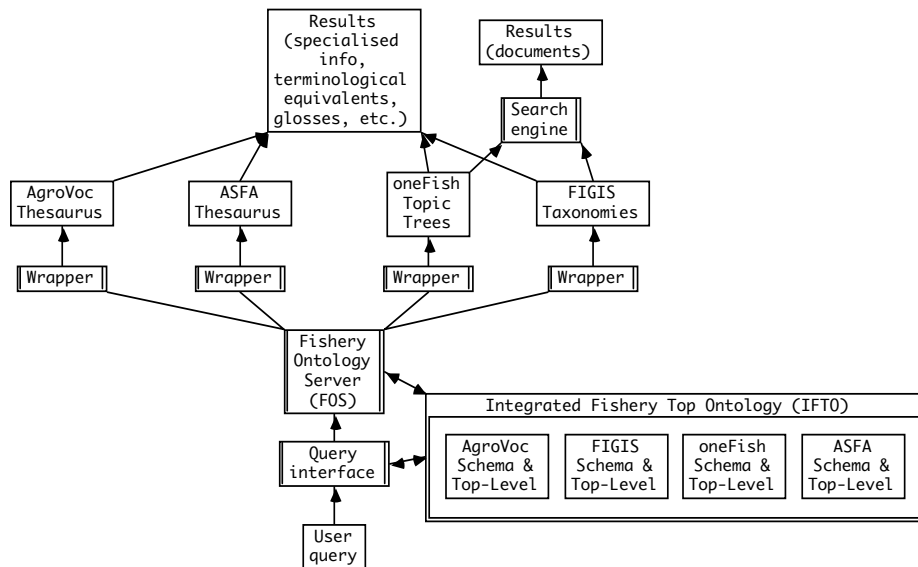 Results
(specialised
info,
terminological
equivalents,
glosses, etc.)
Results
(documents)
Search
engine
AgroVoc
Thesaurus
ASFA
Thesaurus
oneFish
Topic
Trees
FIGIS
Taxonomies
Wrapper
Wrapper
Wrapper
Wrapper
Fishery
Ontology
Server
(FOS)
Integrated Fishery Top Ontology (IFTO)
AgroVoc
Schema &
Top-Level
FIGIS
Schema &
Top-Level
oneFish
Schema &
Top-Level
ASFA
Schema &
Top-Level
Query
interface
User
query